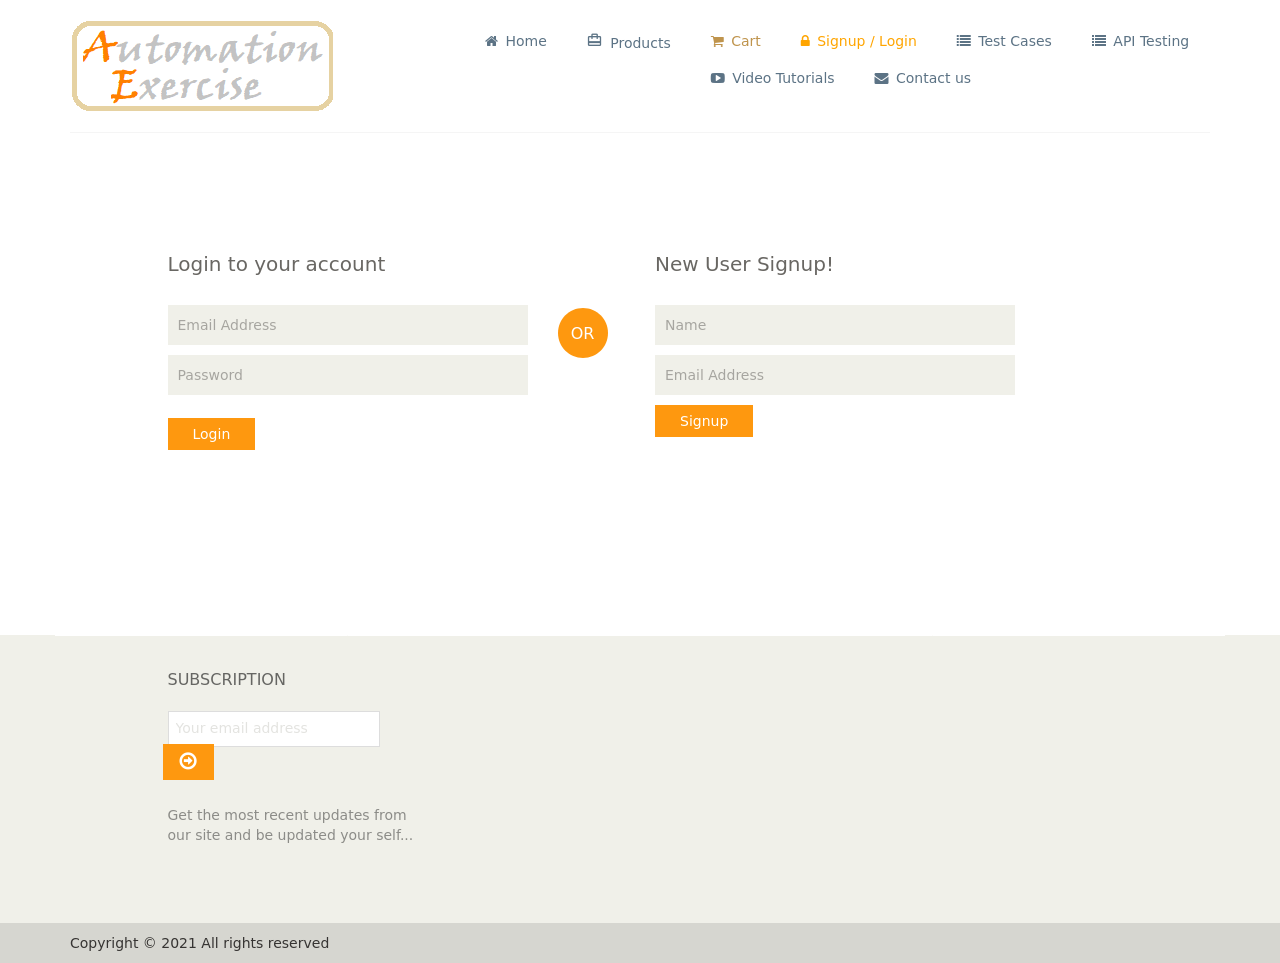 Automation
Exercise
Home
Products
Cart
Signup / Login
Test Cases
API Testing
Video Tutorials
Contact us
Login to your account
Email Address
Password
Login
OR
New User Signup!
Name
Email Address
Signup
SUBSCRIPTION
Your email address
Get the most recent updates from
our site and be updated your self...
Copyright © 2021 All rights reserved